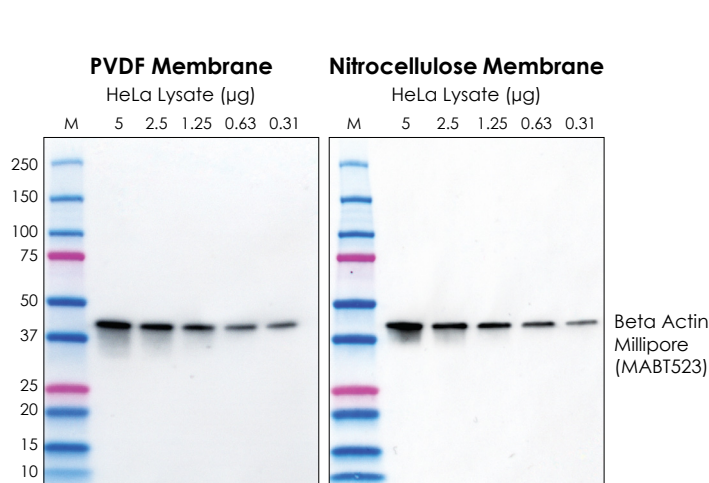 PVDF Membrane
HeLa Lysate (µg)
M 5 2.5 1.25 0.63 0.31
Nitrocellulose Membrane
HeLa Lysate (µg)
M 5 2.5 1.25 0.63 0.31
250
150
100
75
50
37
25
20
15
10
Beta Actin
Millipore
(MABT523)